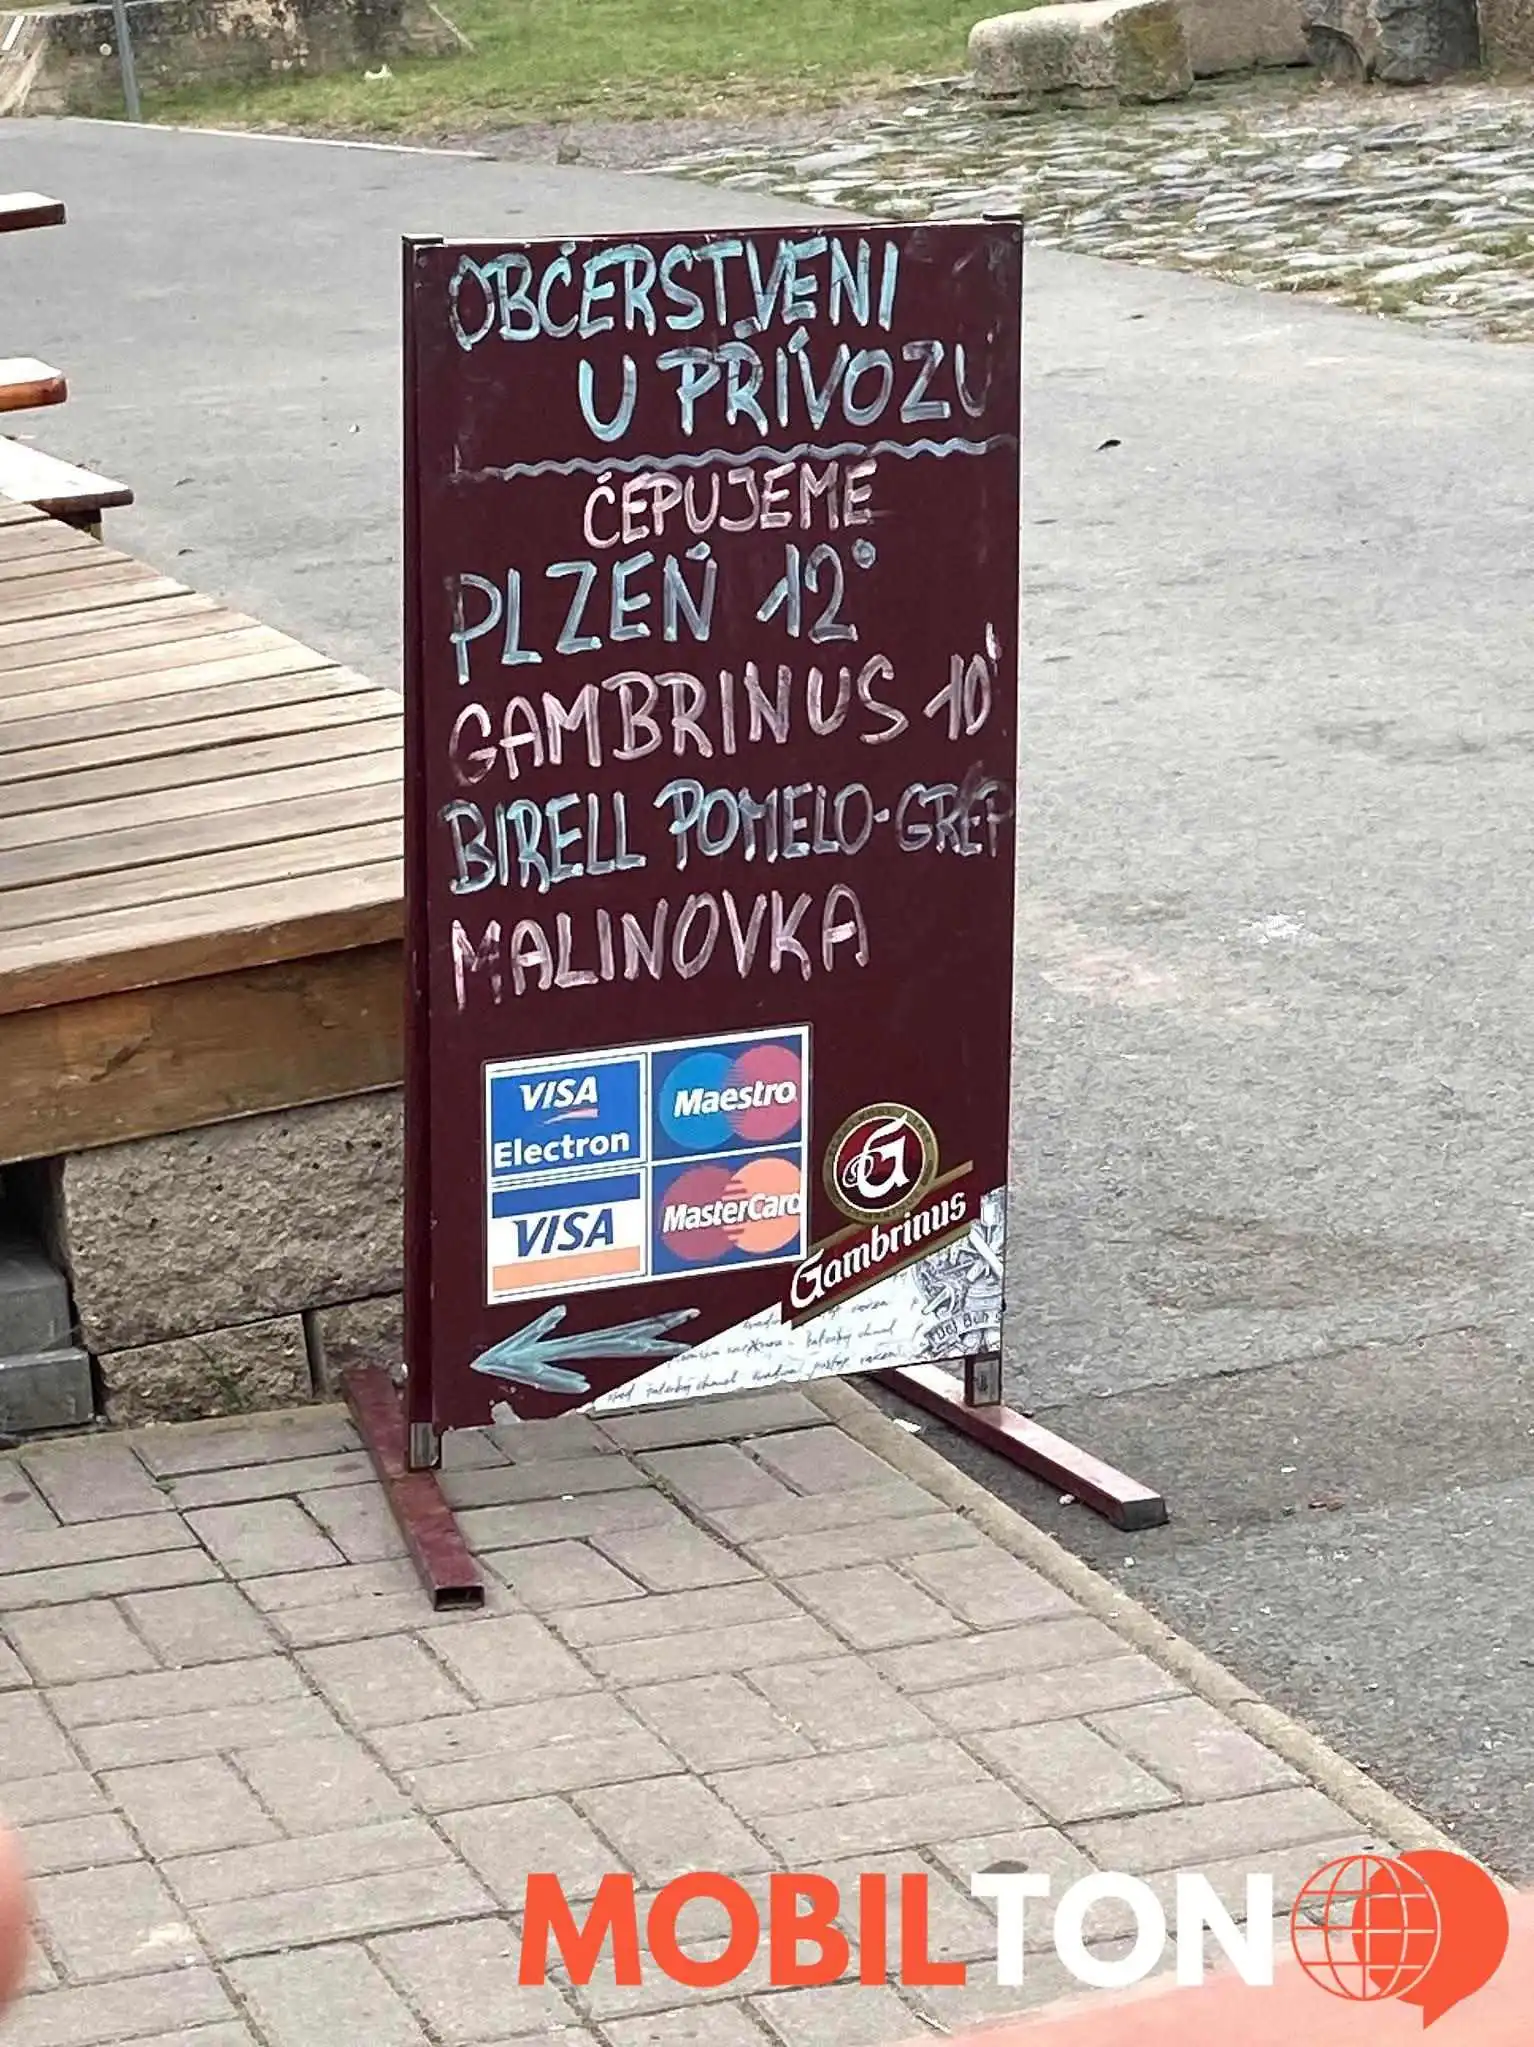 OBČERSTVENI
U PŘÍVOZU
ČEPUJEME
PLZEŇ 12°
GAMBRINUS 10°
BIRELL POMELO-GREP
MALINOVKA
VISA
Electron
Maestro
VISA
MasterCard
G
Gambrinus
MOBILTON